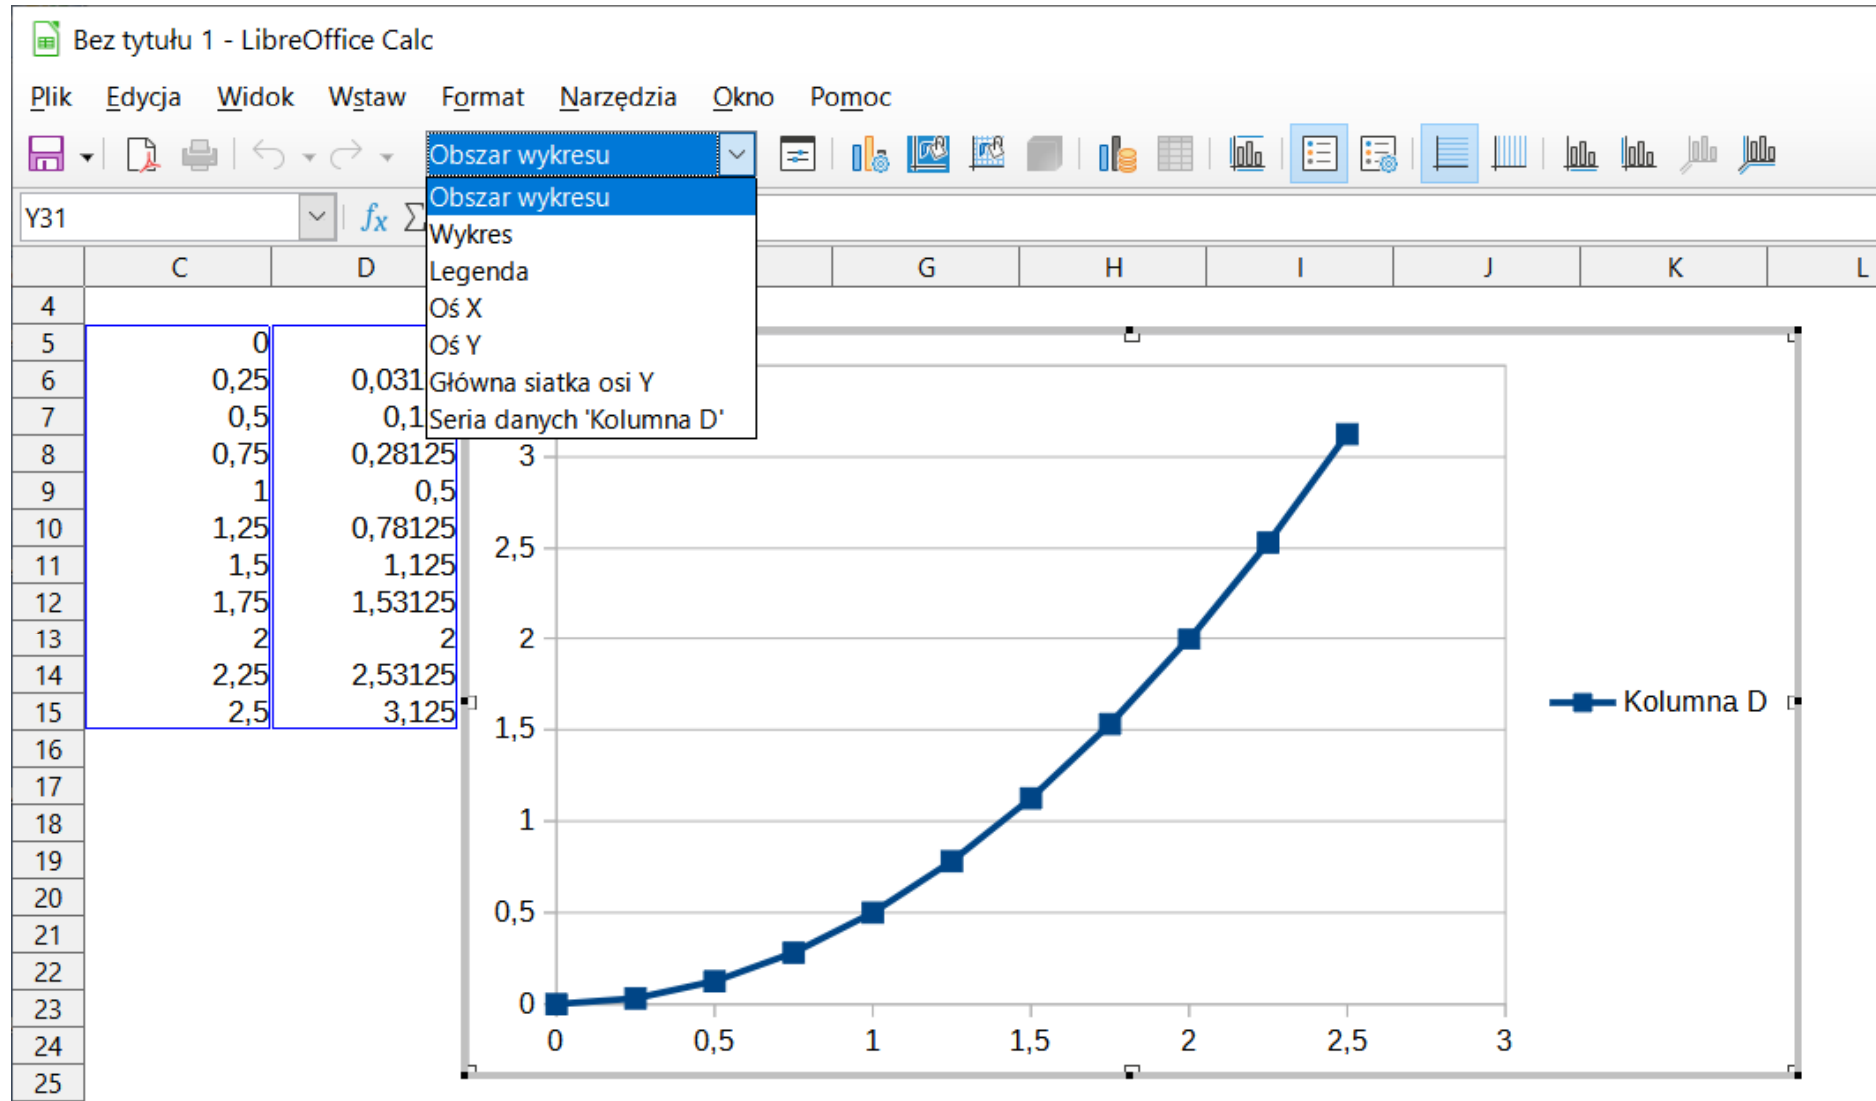 Bez tytułu 1 - LibreOffice Calc
Plik Edycja Widok Wstaw Format Narzędzia Okno Pomoc
Obszar wykresu
Obszar wykresu
Wykres
Legenda
Oś X
Oś Y
Główna siatka osi Y
Seria danych 'Kolumna D'
Y31 fx Σ
C D G H I J K L
4
5 0
6 0,25 0,031
7 0,5 0,1
8 0,75 0,28125
9 1 0,5
10 1,25 0,78125
11 1,5 1,125
12 1,75 1,53125
13 2 2
14 2,25 2,53125
15 2,5 3,125
16
17
18
19
20
21
22
23
24
25
3
2,5
2
1,5
1
0,5
0
0 0,5 1 1,5 2 2,5 3
Kolumna D